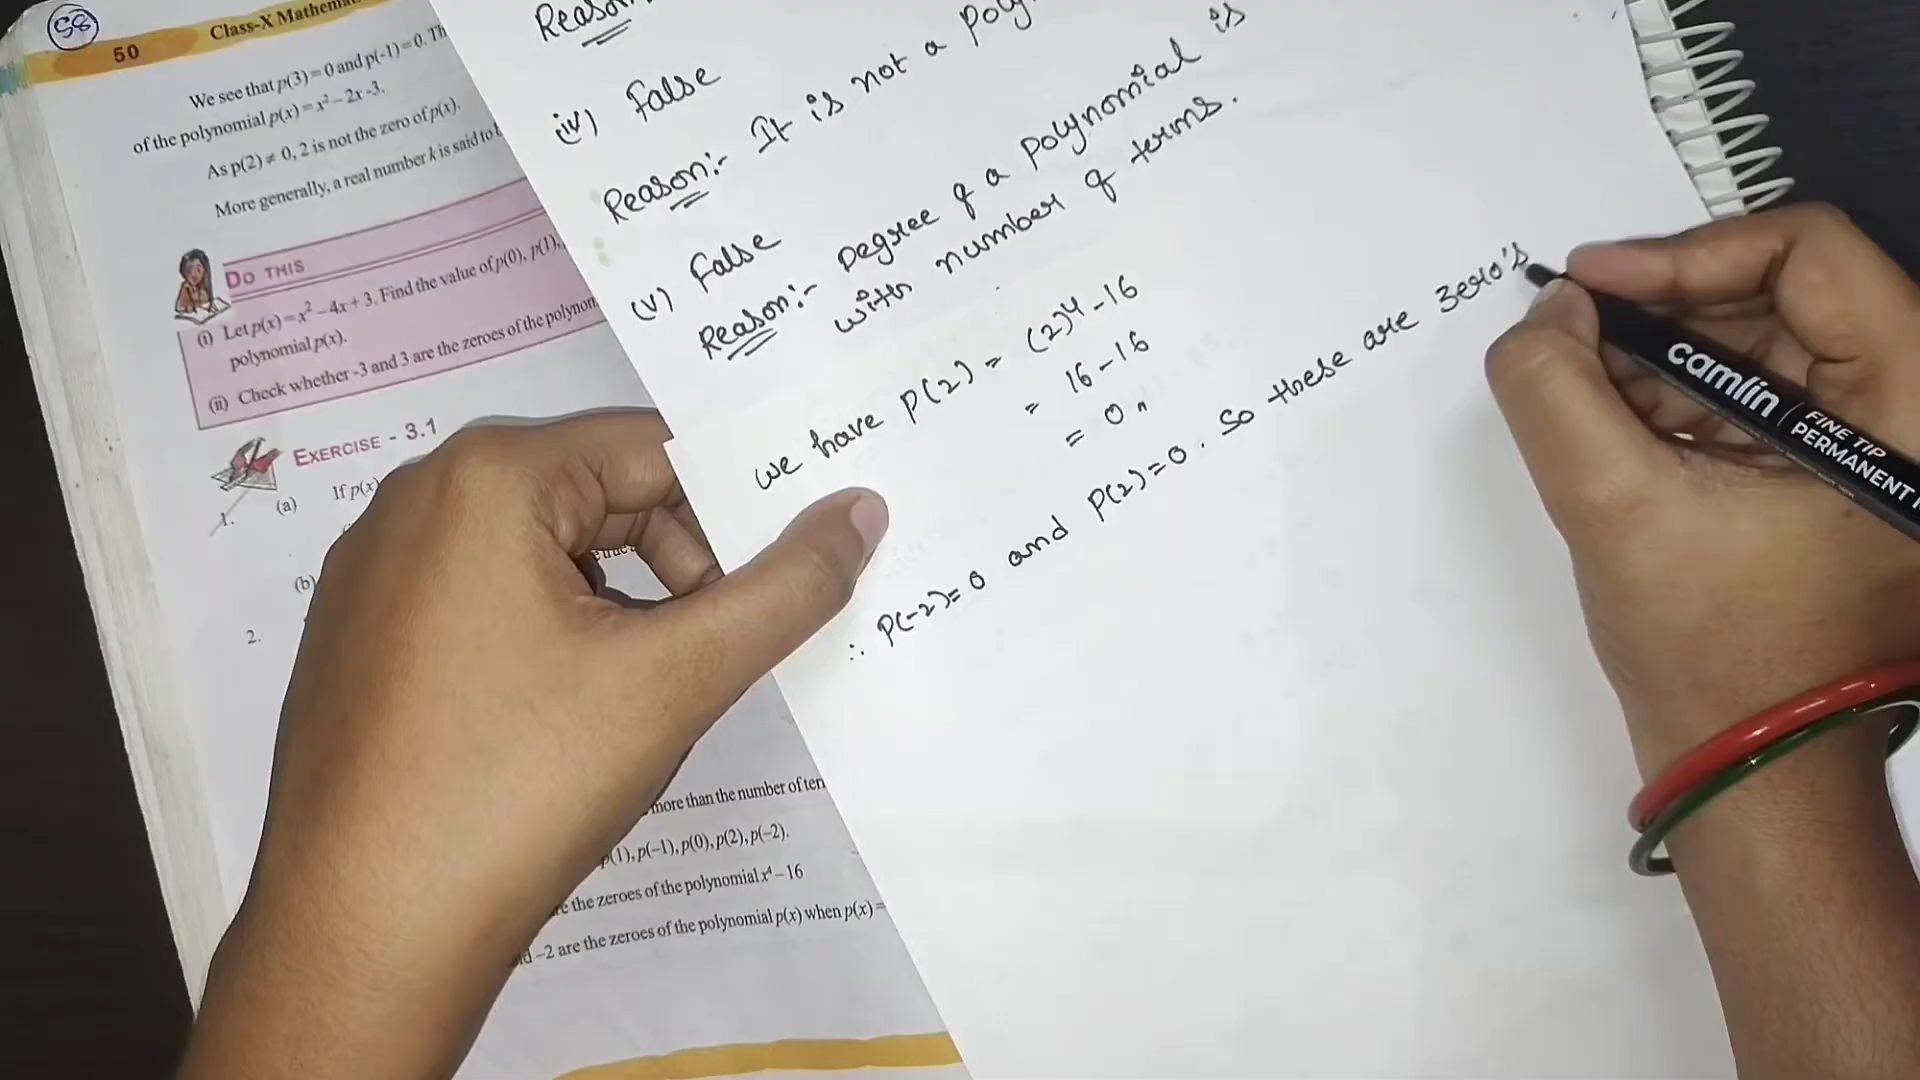 58
50
Class-X Mathema
We see that p(3) = 0 and p(-1) = 0. Th
of the polynomial p(x) = x² – 2x -3.
As p(2) ≠ 0, 2 is not the zero of p(x).
More generally, a real number k is said to
DO THIS
(i) Let p(x) = x² – 4x + 3. Find the value of p(0), p(1),
polynomial p(x).
(ii) Check whether -3 and 3 are the zeroes of the polynom
EXERCISE - 3.1
1. (a) If p(x)
(b)
2.
more than the number of ter
p(1), p(–1), p(0), p(2), p(–2).
the zeroes of the polynomial x⁴ – 16
–2 are the zeroes of the polynomial p(x) when p(x) =
Reason
(iv) False
Reason:- It is not a poly
(v) False
Reason:- Degree of a polynomial is
with number of terms.
we have P(2) = (2)4 -16
= 16-16
= 0
∴ P(-2)=0 and P(2)=0. So these are zero's
camlin
FINE TIP
PERMANENT